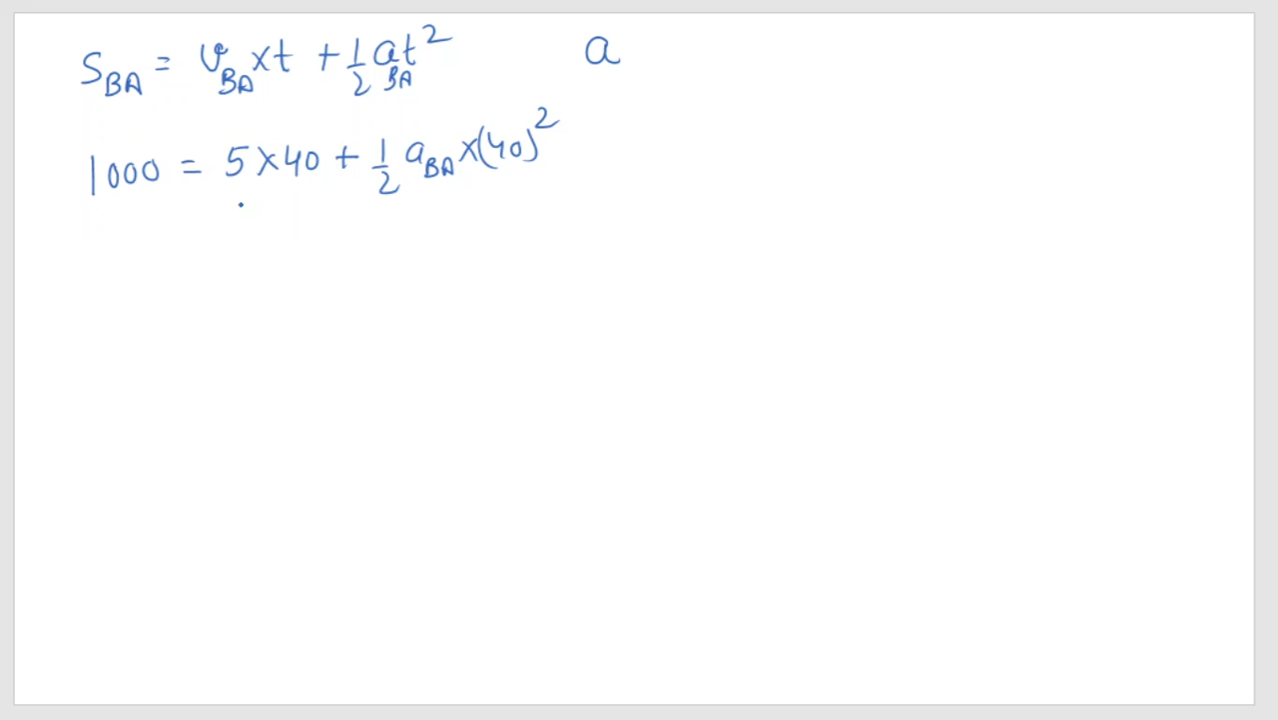 S_BA = v_BA x t + 1/2 a_BA t^2    a
1000 = 5 x 40 + 1/2 a_BA x (40)^2